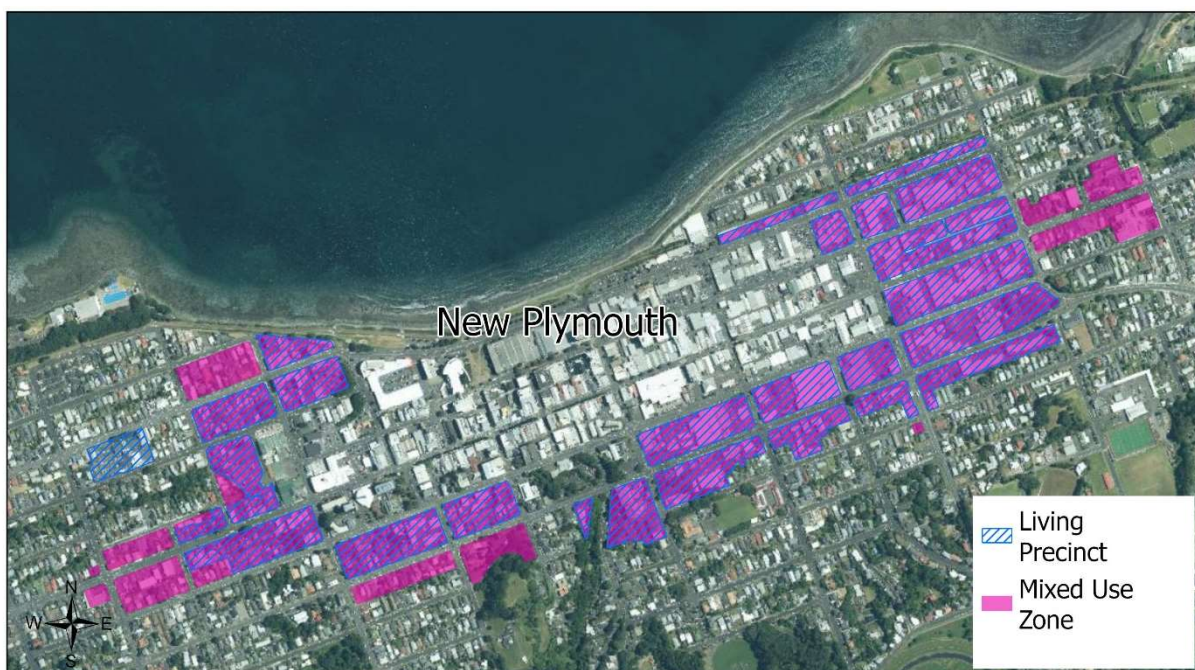 New Plymouth
Living
Precinct
Mixed Use
Zone
N
W E
S